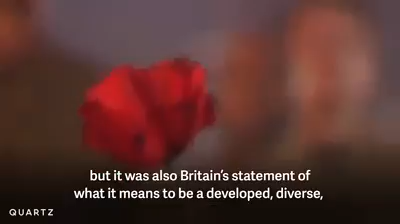 but it was also Britain's statement of
what it means to be a developed, diverse,
QUARTZ